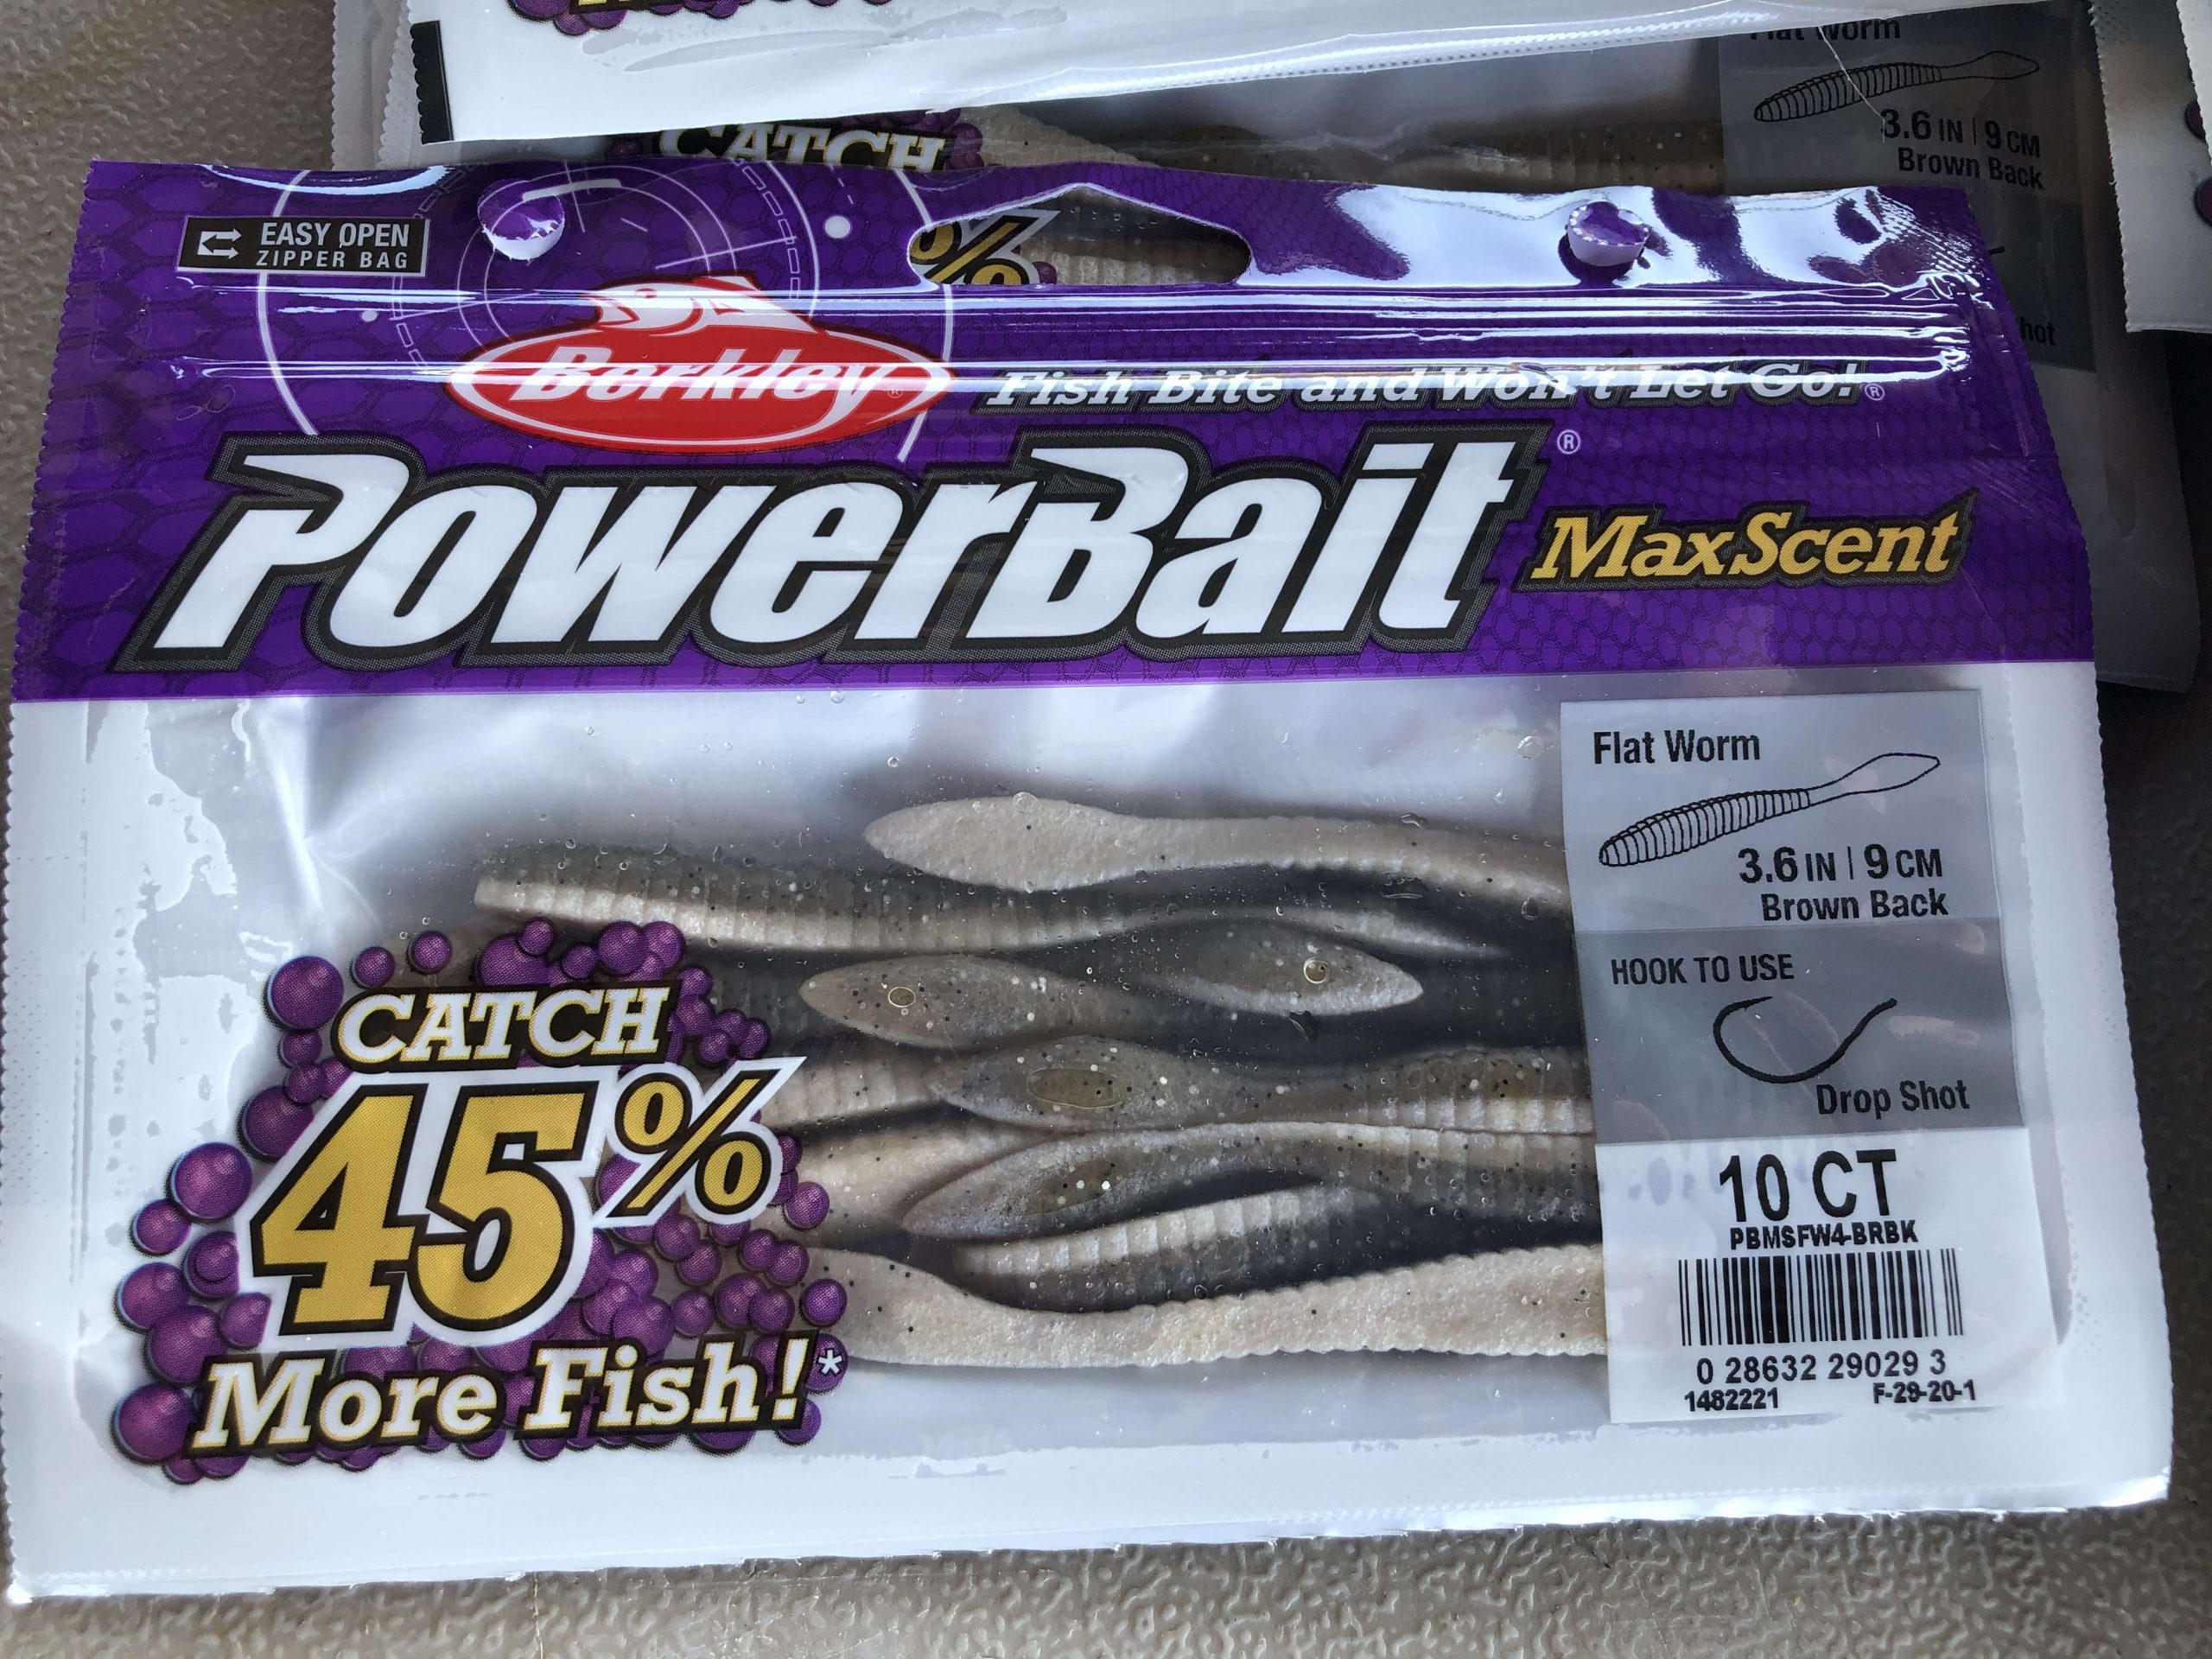 Flat Worm
3.6 IN | 9 CM
Brown Back
CATCH
%
hot
EASY OPEN
ZIPPER BAG
Berkley®
Fish Bite and Won't Let Go!®
PowerBait®
MaxScent
Flat Worm
3.6 IN | 9 CM
Brown Back
HOOK TO USE
Drop Shot
10 CT
PBMSFW4-BRBK
0 28632 29029 3
1482221 F-29-20-1
CATCH
45%
More Fish!*